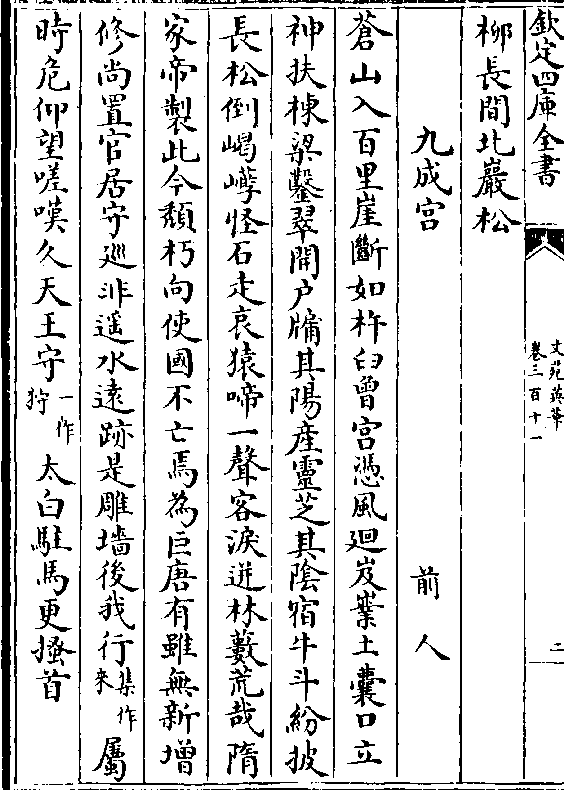 欽定四庫全書
文苑英華
卷三百十一
二
柳長間北巖松
九成宫 前人
蒼山入百里崖斷如杵臼曾宫憑風迴岌嶪土囊口立
神扶棟梁鑿翠開户牖其陽産靈芝其隂宿牛斗紛披
長松倒巘嵲怪石走哀猿啼一聲客淚迸林藪荒哉隋
家帝製此今頽朽向使國不亡焉為巨唐有雖無新增
修尚置官居守巡非遥水遠跡是雕墻後我行集作來屬
時危仰望嗟嘆久天王守一作狩太白駐馬更搔首